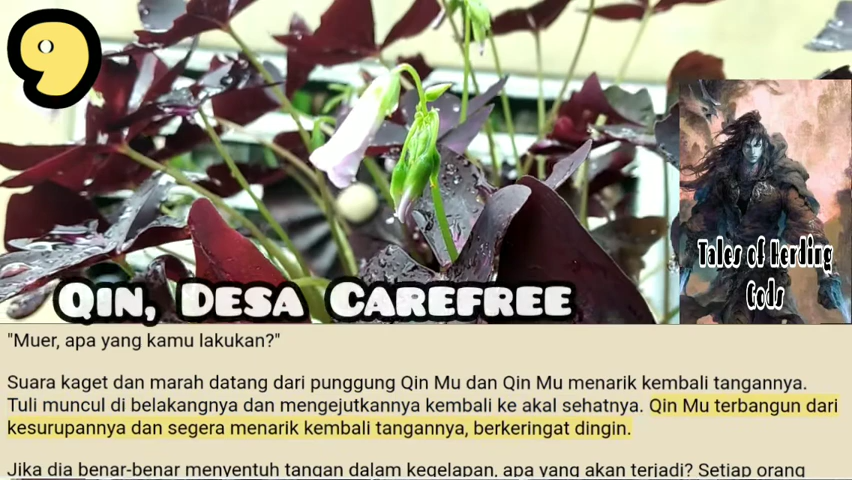 9
Tales of Herding
Gods
Qin, Desa Carefree
"Muer, apa yang kamu lakukan?"
Suara kaget dan marah datang dari punggung Qin Mu dan Qin Mu menarik kembali tangannya.
Tuli muncul di belakangnya dan mengejutkannya kembali ke akal sehatnya. Qin Mu terbangun dari
kesurupannya dan segera menarik kembali tangannya, berkeringat dingin.
Jika dia benar-benar menyentuh tangan dalam kegelapan, apa yang akan terjadi? Setiap orang